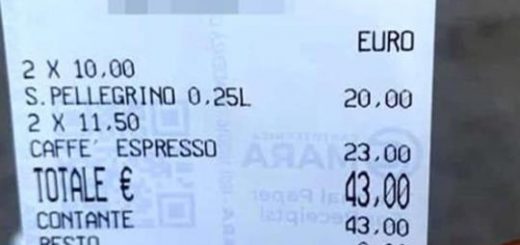 EURO
2 X 10,00
S.PELLEGRINO 0,25L 20,00
2 X 11,50
CAFFE' ESPRESSO 23,00
TOTALE € 43,00
CONTANTE 43,00
RESTO